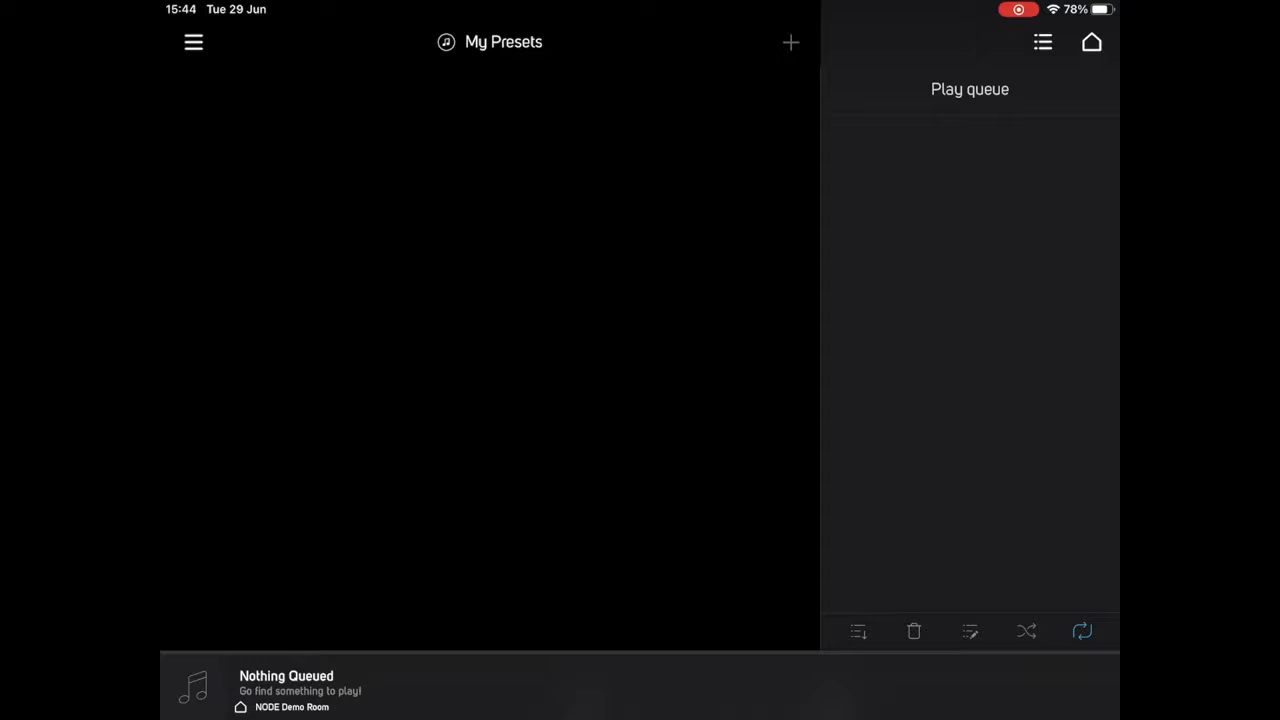 15:44 Tue 29 Jun
78%
My Presets
Play queue
Nothing Queued
Go find something to play!
NODE Demo Room